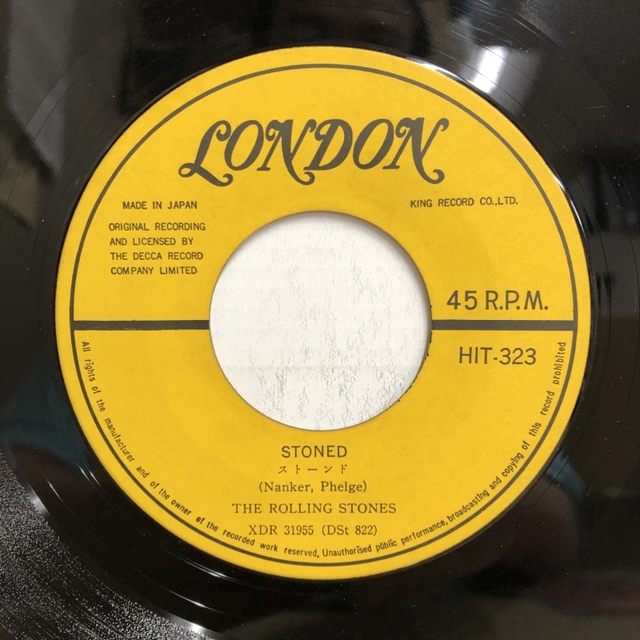 LONDON
MADE IN JAPAN
KING RECORD CO.,LTD.
ORIGINAL RECORDING
AND LICENSED BY
THE DECCA RECORD
COMPANY LIMITED
45 R.P.M.
HIT-323
STONED
ストーンド
(Nanker, Phelge)
THE ROLLING STONES
XDR 31955 (DSt 822)
All rights of the manufacturer and of the owner of the recorded work reserved. Unauthorised public performance, broadcasting and copying of this record prohibited